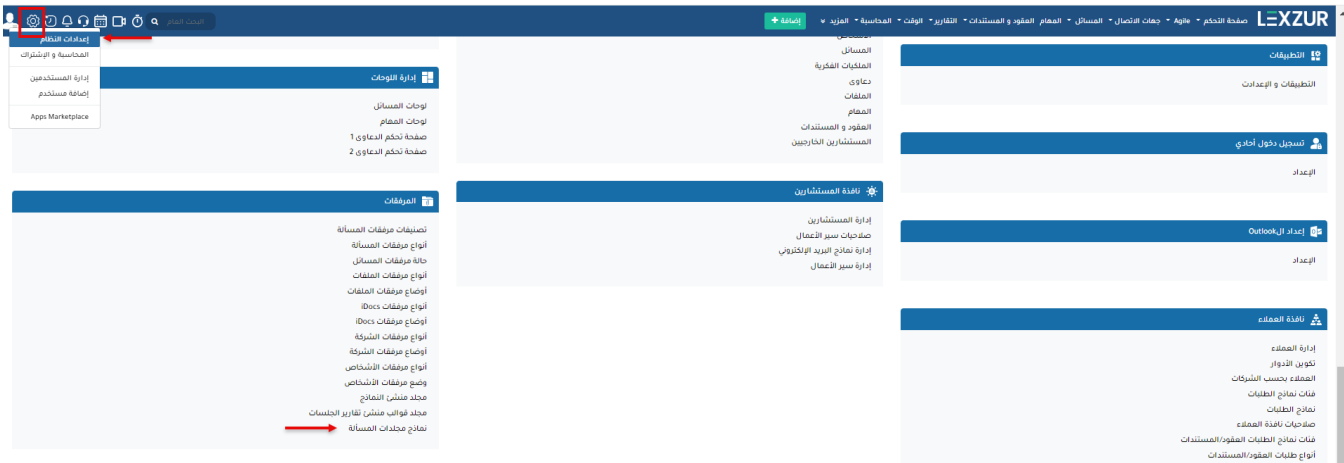 LEXZUR صفحة التحكم Agile جهات الاتصال المسائل المهام العقود و المستندات التقارير الوقت المحاسبة المزيد إضافة + البحث العام
إعدادات النظام
المحاسبة و الإشتراك
إدارة المستخدمين
إضافة مستخدم
Apps Marketplace
التطبيقات
التطبيقات و الإعدادت
تسجيل دخول أحادي
الإعداد
إعداد الOutlook
الإعداد
نافذة العملاء
إدارة العملاء
تكوين الأدوار
العملاء بحسب الشركات
فئات نماذج الطلبات
نماذج الطلبات
صلاحيات نافذة العملاء
فئات نماذج الطلبات العقود/المستندات
أنواع طلبات العقود/المستندات
المسائل
الملكيات الفكرية
دعاوى
الملفات
المهام
العقود و المستندات
المستشارين الخارجيين
نافذة المستشارين
إدارة المستشارين
صلاحيات سير الأعمال
إدارة نماذج البريد الإلكتروني
إدارة سير الأعمال
إدارة اللوحات
لوحات المسائل
لوحات المهام
صفحة تحكم الدعاوى 1
صفحة تحكم الدعاوى 2
المرفقات
تصنيفات مرفقات المسألة
أنواع مرفقات المسألة
حالة مرفقات المسائل
أنواع مرفقات الملفات
أوضاع مرفقات الملفات
أنواع مرفقات iDocs
أوضاع مرفقات iDocs
أنواع مرفقات الشركة
أوضاع مرفقات الشركة
أنواع مرفقات الأشخاص
وضع مرفقات الأشخاص
مجلد منشئ النماذج
مجلد قوالب منشئ تقارير الجلسات
نماذج مجلدات المسألة